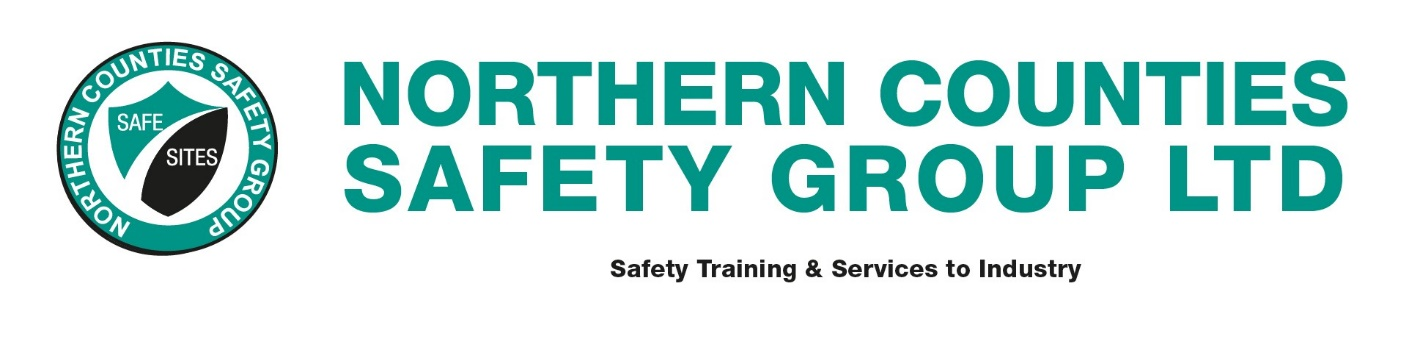 NORTHERN COUNTIES SAFETY GROUP
SAFE
SITES
NORTHERN COUNTIES
SAFETY GROUP LTD
Safety Training & Services to Industry